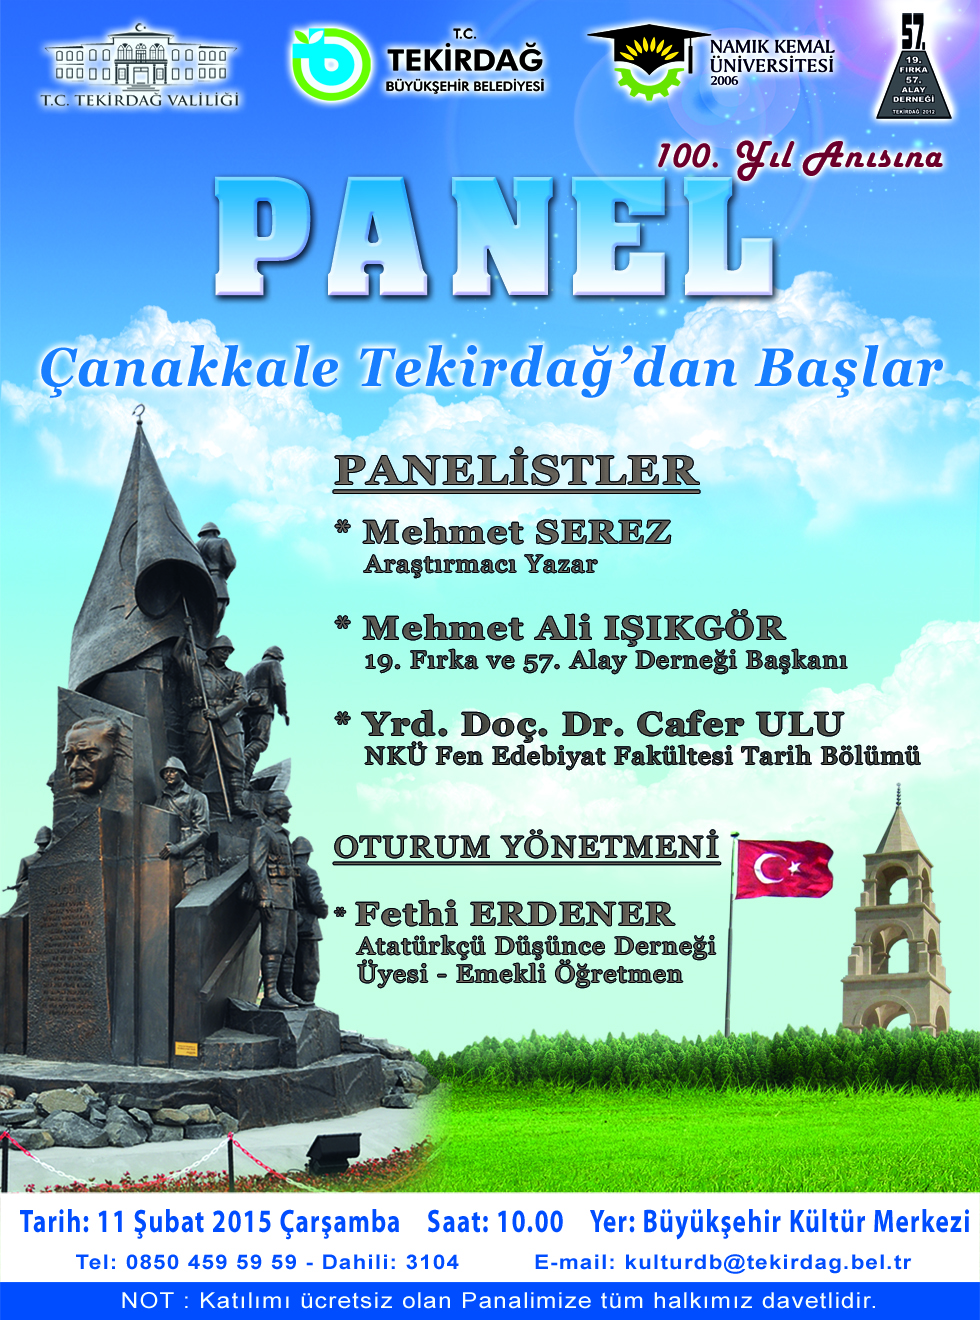 T.C. TEKİRDAĞ VALİLİĞİ
T.C.
TEKİRDAĞ
BÜYÜKŞEHİR BELEDİYESİ
NAMIK KEMAL
ÜNİVERSİTESİ
2006
57.
19.
FIRKA
57.
ALAY
DERNEĞİ
TEKİRDAĞ 2012
100. Yıl Anısına
PANEL
Çanakkale Tekirdağ’dan Başlar
PANELİSTLER
* Mehmet SEREZ
Araştırmacı Yazar
* Mehmet Ali IŞIKGÖR
19. Fırka ve 57. Alay Derneği Başkanı
* Yrd. Doç. Dr. Cafer ULU
NKÜ Fen Edebiyat Fakültesi Tarih Bölümü
OTURUM YÖNETMENİ
* Fethi ERDENER
Atatürkçü Düşünce Derneği
Üyesi - Emekli Öğretmen
Tarih: 11 Şubat 2015 Çarşamba Saat: 10.00 Yer: Büyükşehir Kültür Merkezi
Tel: 0850 459 59 59 - Dahili: 3104 E-mail: kulturdb@tekirdag.bel.tr
NOT : Katılımı ücretsiz olan Panalimize tüm halkımız davetlidir.